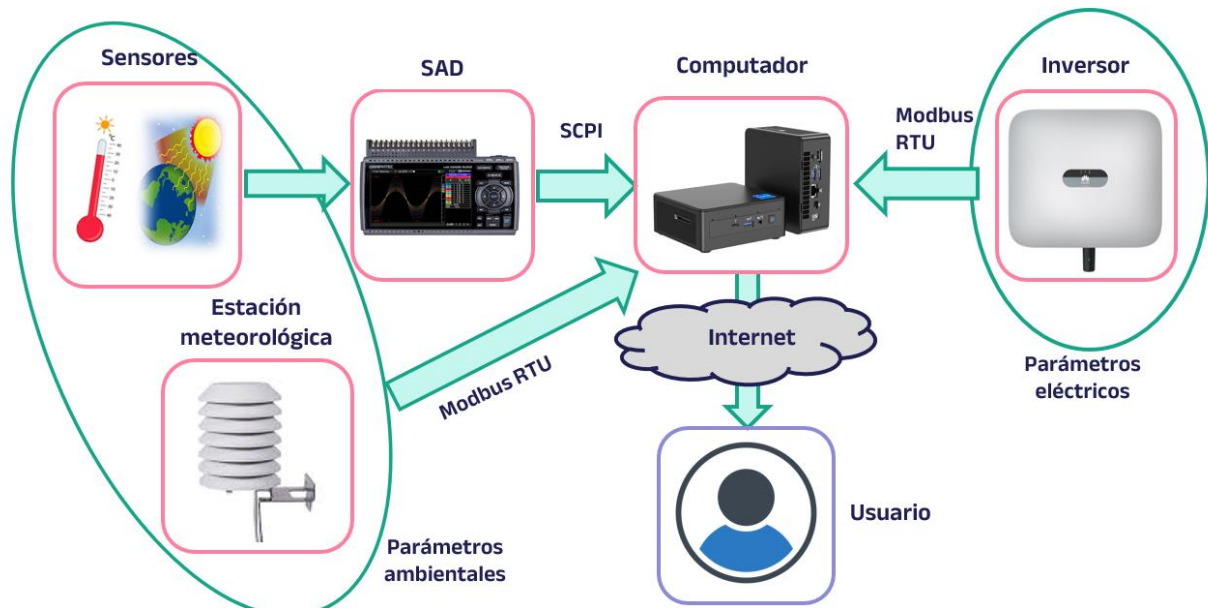 Sensores
SAD
Computador
Inversor
SCPI
Modbus
RTU
Estación
meteorológica
Modbus RTU
Internet
Parámetros
eléctricos
Usuario
Parámetros
ambientales